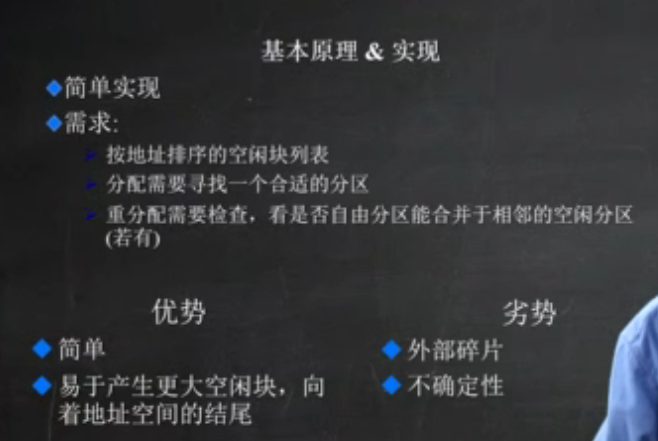 基本原理 & 实现
◆简单实现
◆需求:
➢ 按地址排序的空闲块列表
➢ 分配需要寻找一个合适的分区
➢ 重分配需要检查，看是否自由分区能合并于相邻的空闲分区
(若有)
优势
劣势
◆ 简单
◆ 外部碎片
◆ 易于产生更大空闲块，向
着地址空间的结尾
◆ 不确定性